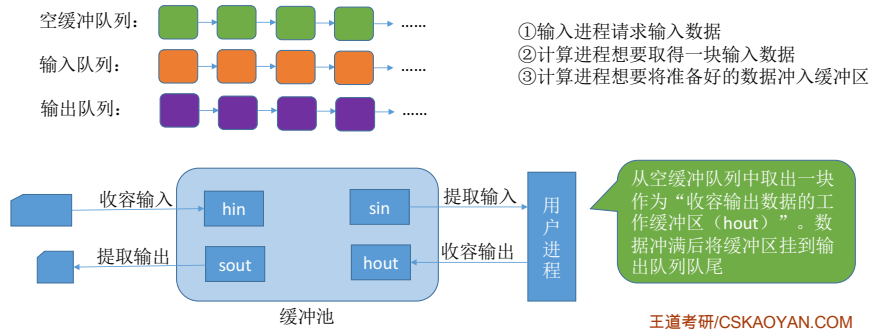 空缓冲队列：
......
输入队列：
......
输出队列：
......
①输入进程请求输入数据
②计算进程想要取得一块输入数据
③计算进程想要将准备好的数据冲入缓冲区
收容输入
hin
sin
提取输入
提取输出
sout
hout
收容输出
用户进程
缓冲池
从空缓冲队列中取出一块
作为“收容输出数据的工
作缓冲区（hout）”。数
据冲满后将缓冲区挂到输
出队列队尾
王道考研/CSKAOYAN.COM